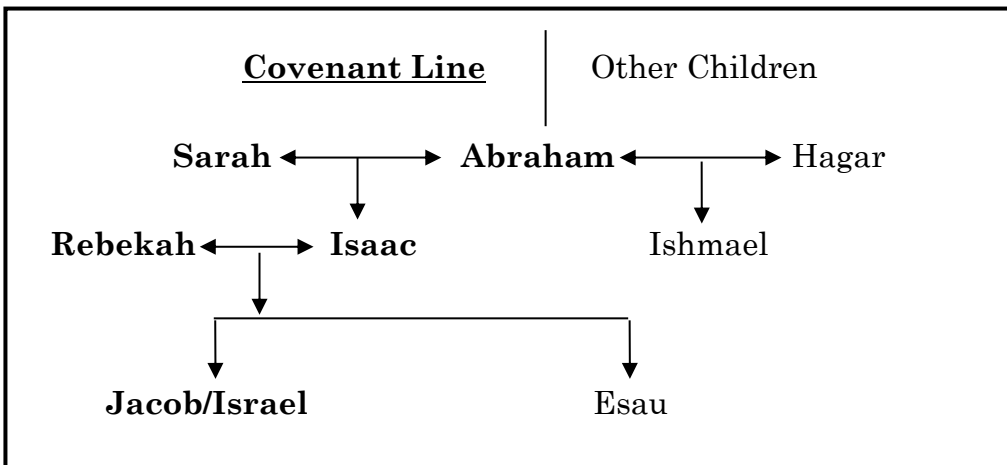 Covenant Line Other Children
Sarah Abraham Hagar
Rebekah Isaac Ishmael
Jacob/Israel Esau